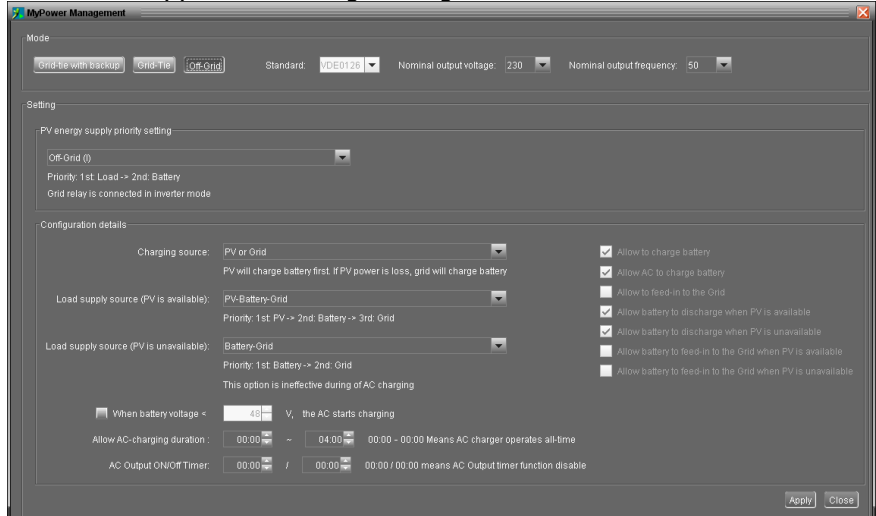 MyPower Management
Mode
Grid-tie with backup Grid-Tie Off-Grid Standard: VDE0126 Nominal output voltage: 230 Nominal output frequency: 50
Setting
PV energy supply priority setting
Off-Grid (I)
Priority: 1st: Load -> 2nd: Battery
Grid relay is connected in inverter mode
Configuration details
Charging source: PV or Grid
PV will charge battery first. If PV power is loss, grid will charge battery
Load supply source (PV is available): PV-Battery-Grid
Priority: 1st: PV -> 2nd: Battery -> 3rd: Grid
Load supply source (PV is unavailable): Battery-Grid
Priority: 1st: Battery -> 2nd: Grid
This option is ineffective during of AC charging
Allow to charge battery
Allow AC to charge battery
Allow to feed-in to the Grid
Allow battery to discharge when PV is available
Allow battery to discharge when PV is unavailable
Allow battery to feed-in to the Grid when PV is available
Allow battery to feed-in to the Grid when PV is unavailable
When battery voltage < 48 V, the AC starts charging
Allow AC-charging duration : 00:00 ~ 04:00 00:00 - 00:00 Means AC charger operates all-time
AC Output ON/Off Timer: 00:00 / 00:00 00:00 / 00:00 means AC Output timer function disable
Apply Close